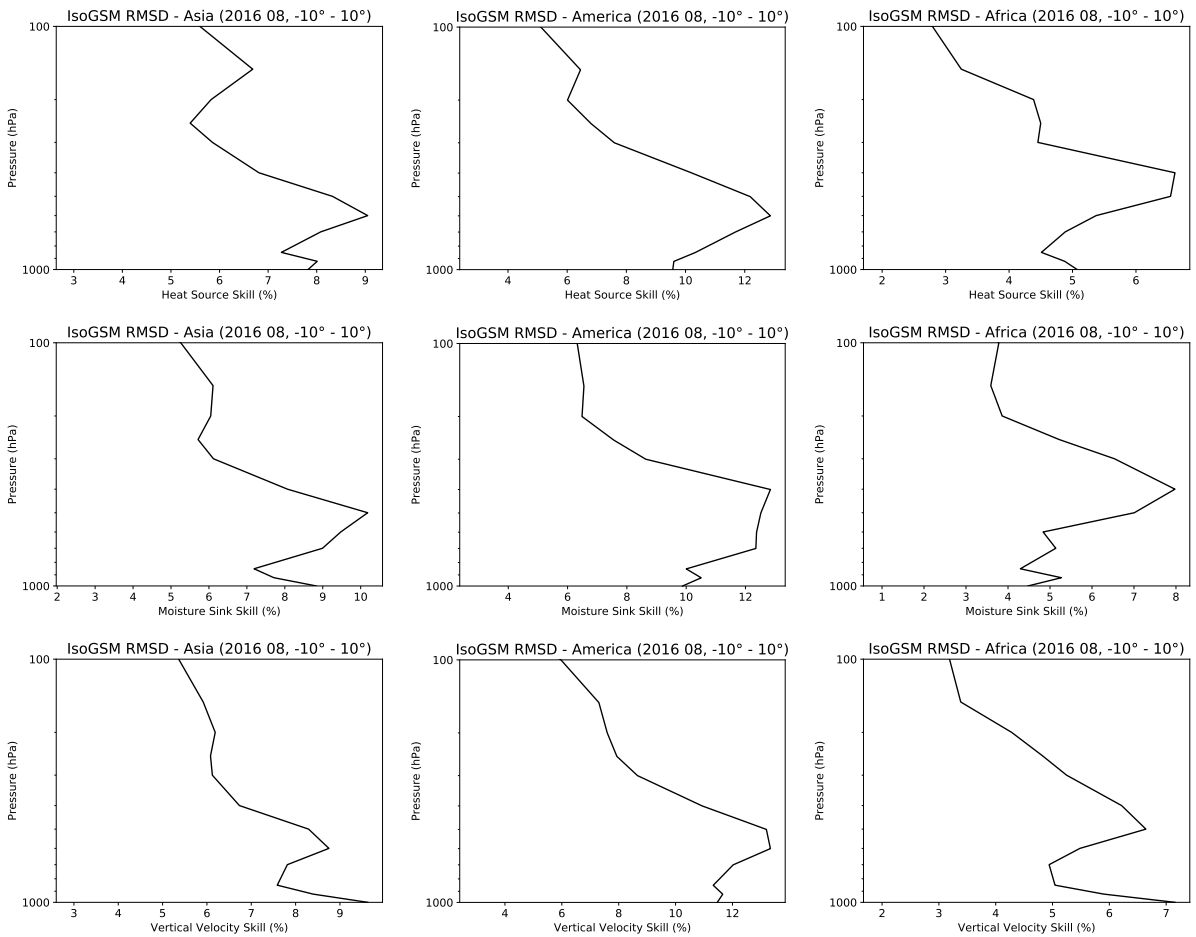 IsoGSM RMSD - Asia (2016 08, -10° - 10°)
100
1000
Pressure (hPa)
3 4 5 6 7 8 9
Heat Source Skill (%)
IsoGSM RMSD - America (2016 08, -10° - 10°)
100
1000
Pressure (hPa)
4 6 8 10 12
Heat Source Skill (%)
IsoGSM RMSD - Africa (2016 08, -10° - 10°)
100
1000
Pressure (hPa)
2 3 4 5 6
Heat Source Skill (%)
IsoGSM RMSD - Asia (2016 08, -10° - 10°)
100
1000
Pressure (hPa)
2 3 4 5 6 7 8 9 10
Moisture Sink Skill (%)
IsoGSM RMSD - America (2016 08, -10° - 10°)
100
1000
Pressure (hPa)
4 6 8 10 12
Moisture Sink Skill (%)
IsoGSM RMSD - Africa (2016 08, -10° - 10°)
100
1000
Pressure (hPa)
1 2 3 4 5 6 7 8
Moisture Sink Skill (%)
IsoGSM RMSD - Asia (2016 08, -10° - 10°)
100
1000
Pressure (hPa)
3 4 5 6 7 8 9
Vertical Velocity Skill (%)
IsoGSM RMSD - America (2016 08, -10° - 10°)
100
1000
Pressure (hPa)
4 6 8 10 12
Vertical Velocity Skill (%)
IsoGSM RMSD - Africa (2016 08, -10° - 10°)
100
1000
Pressure (hPa)
2 3 4 5 6 7
Vertical Velocity Skill (%)